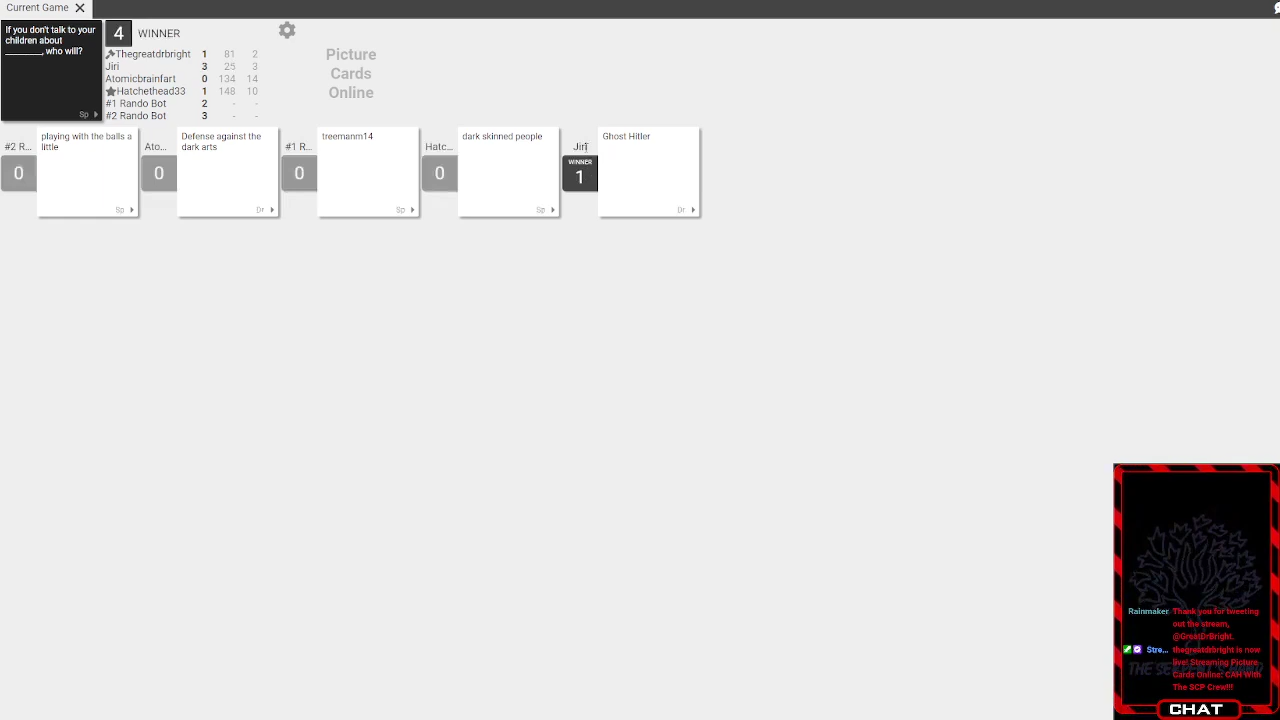 Current Game
If you don't talk to your
children about
________, who will?
Sp
4 WINNER
Thegreatdrbright 1 81 2
Jiri 3 25 3
Atomicbrainfart 0 134 14
Hatchethead33 1 148 10
#1 Rando Bot 2 - -
#2 Rando Bot 3 - -
Picture
Cards
Online
#2 R...
0
playing with the balls a
little
Sp
Ato...
0
Defense against the
dark arts
Dr
#1 R...
0
treemanm14
Sp
Hatc...
0
dark skinned people
Sp
Jiri
WINNER
1
Ghost Hitler
Dr
Rainmaker Thank you for tweeting
out the stream,
@GreatDrBright.
Stre... thegreatdrbright is now
live! Streaming Picture
Cards Online: CAH With
The SCP Crew!!!
THE SERPENT'S HAND
CHAT